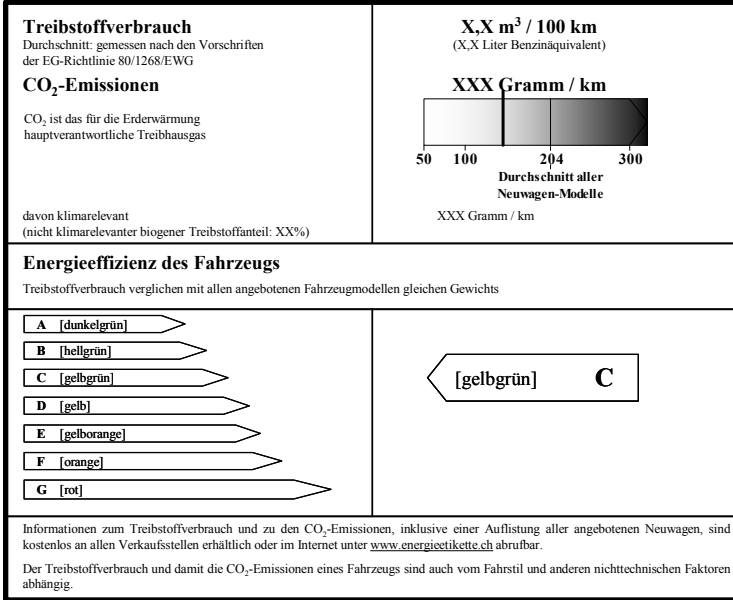 Treibstoffverbrauch
Durchschnitt: gemessen nach den Vorschriften
der EG-Richtlinie 80/1268/EWG
X,X m³ / 100 km
(X,X Liter Benzinäquivalent)
CO₂-Emissionen
CO₂ ist das für die Erderwärmung
hauptverantwortliche Treibhausgas
XXX Gramm / km
50 100 204 300
Durchschnitt aller
Neuwagen-Modelle
davon klimarelevant
(nicht klimarelevanter biogener Treibstoffanteil: XX%)
XXX Gramm / km
Energieeffizienz des Fahrzeugs
Treibstoffverbrauch verglichen mit allen angebotenen Fahrzeugmodellen gleichen Gewichts
A [dunkelgrün]
B [hellgrün]
C [gelbgrün]
D [gelb]
E [gelborange]
F [orange]
G [rot]
[gelbgrün] C
Informationen zum Treibstoffverbrauch und zu den CO₂-Emissionen, inklusive einer Auflistung aller angebotenen Neuwagen, sind
kostenlos an allen Verkaufsstellen erhältlich oder im Internet unter www.energieetikette.ch abrufbar.
Der Treibstoffverbrauch und damit die CO₂-Emissionen eines Fahrzeugs sind auch vom Fahrstil und anderen nichttechnischen Faktoren
abhängig.